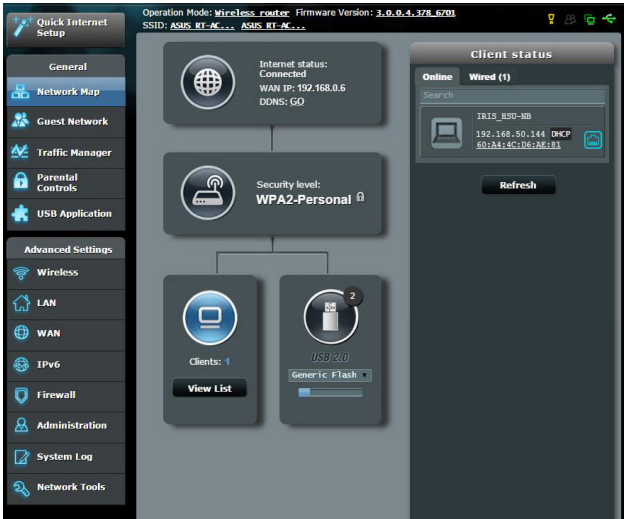 Quick Internet
Setup
Operation Mode: Wireless router Firmware Version: 3.0.0.4.378_6701
SSID: ASUS RT-AC... ASUS RT-AC...
General
Network Map
Guest Network
Traffic Manager
Parental
Controls
USB Application
Advanced Settings
Wireless
LAN
WAN
IPv6
Firewall
Administration
System Log
Network Tools
Internet status:
Connected
WAN IP: 192.168.0.6
DDNS: GO
Security level:
WPA2-Personal
Clients: 1
View List
2
USB 2.0
Generic Flash
Client status
Online Wired (1)
Search
IRIS_HSU-NB
192.168.50.144 DHCP
60:A4:4C:D6:AE:81
Refresh